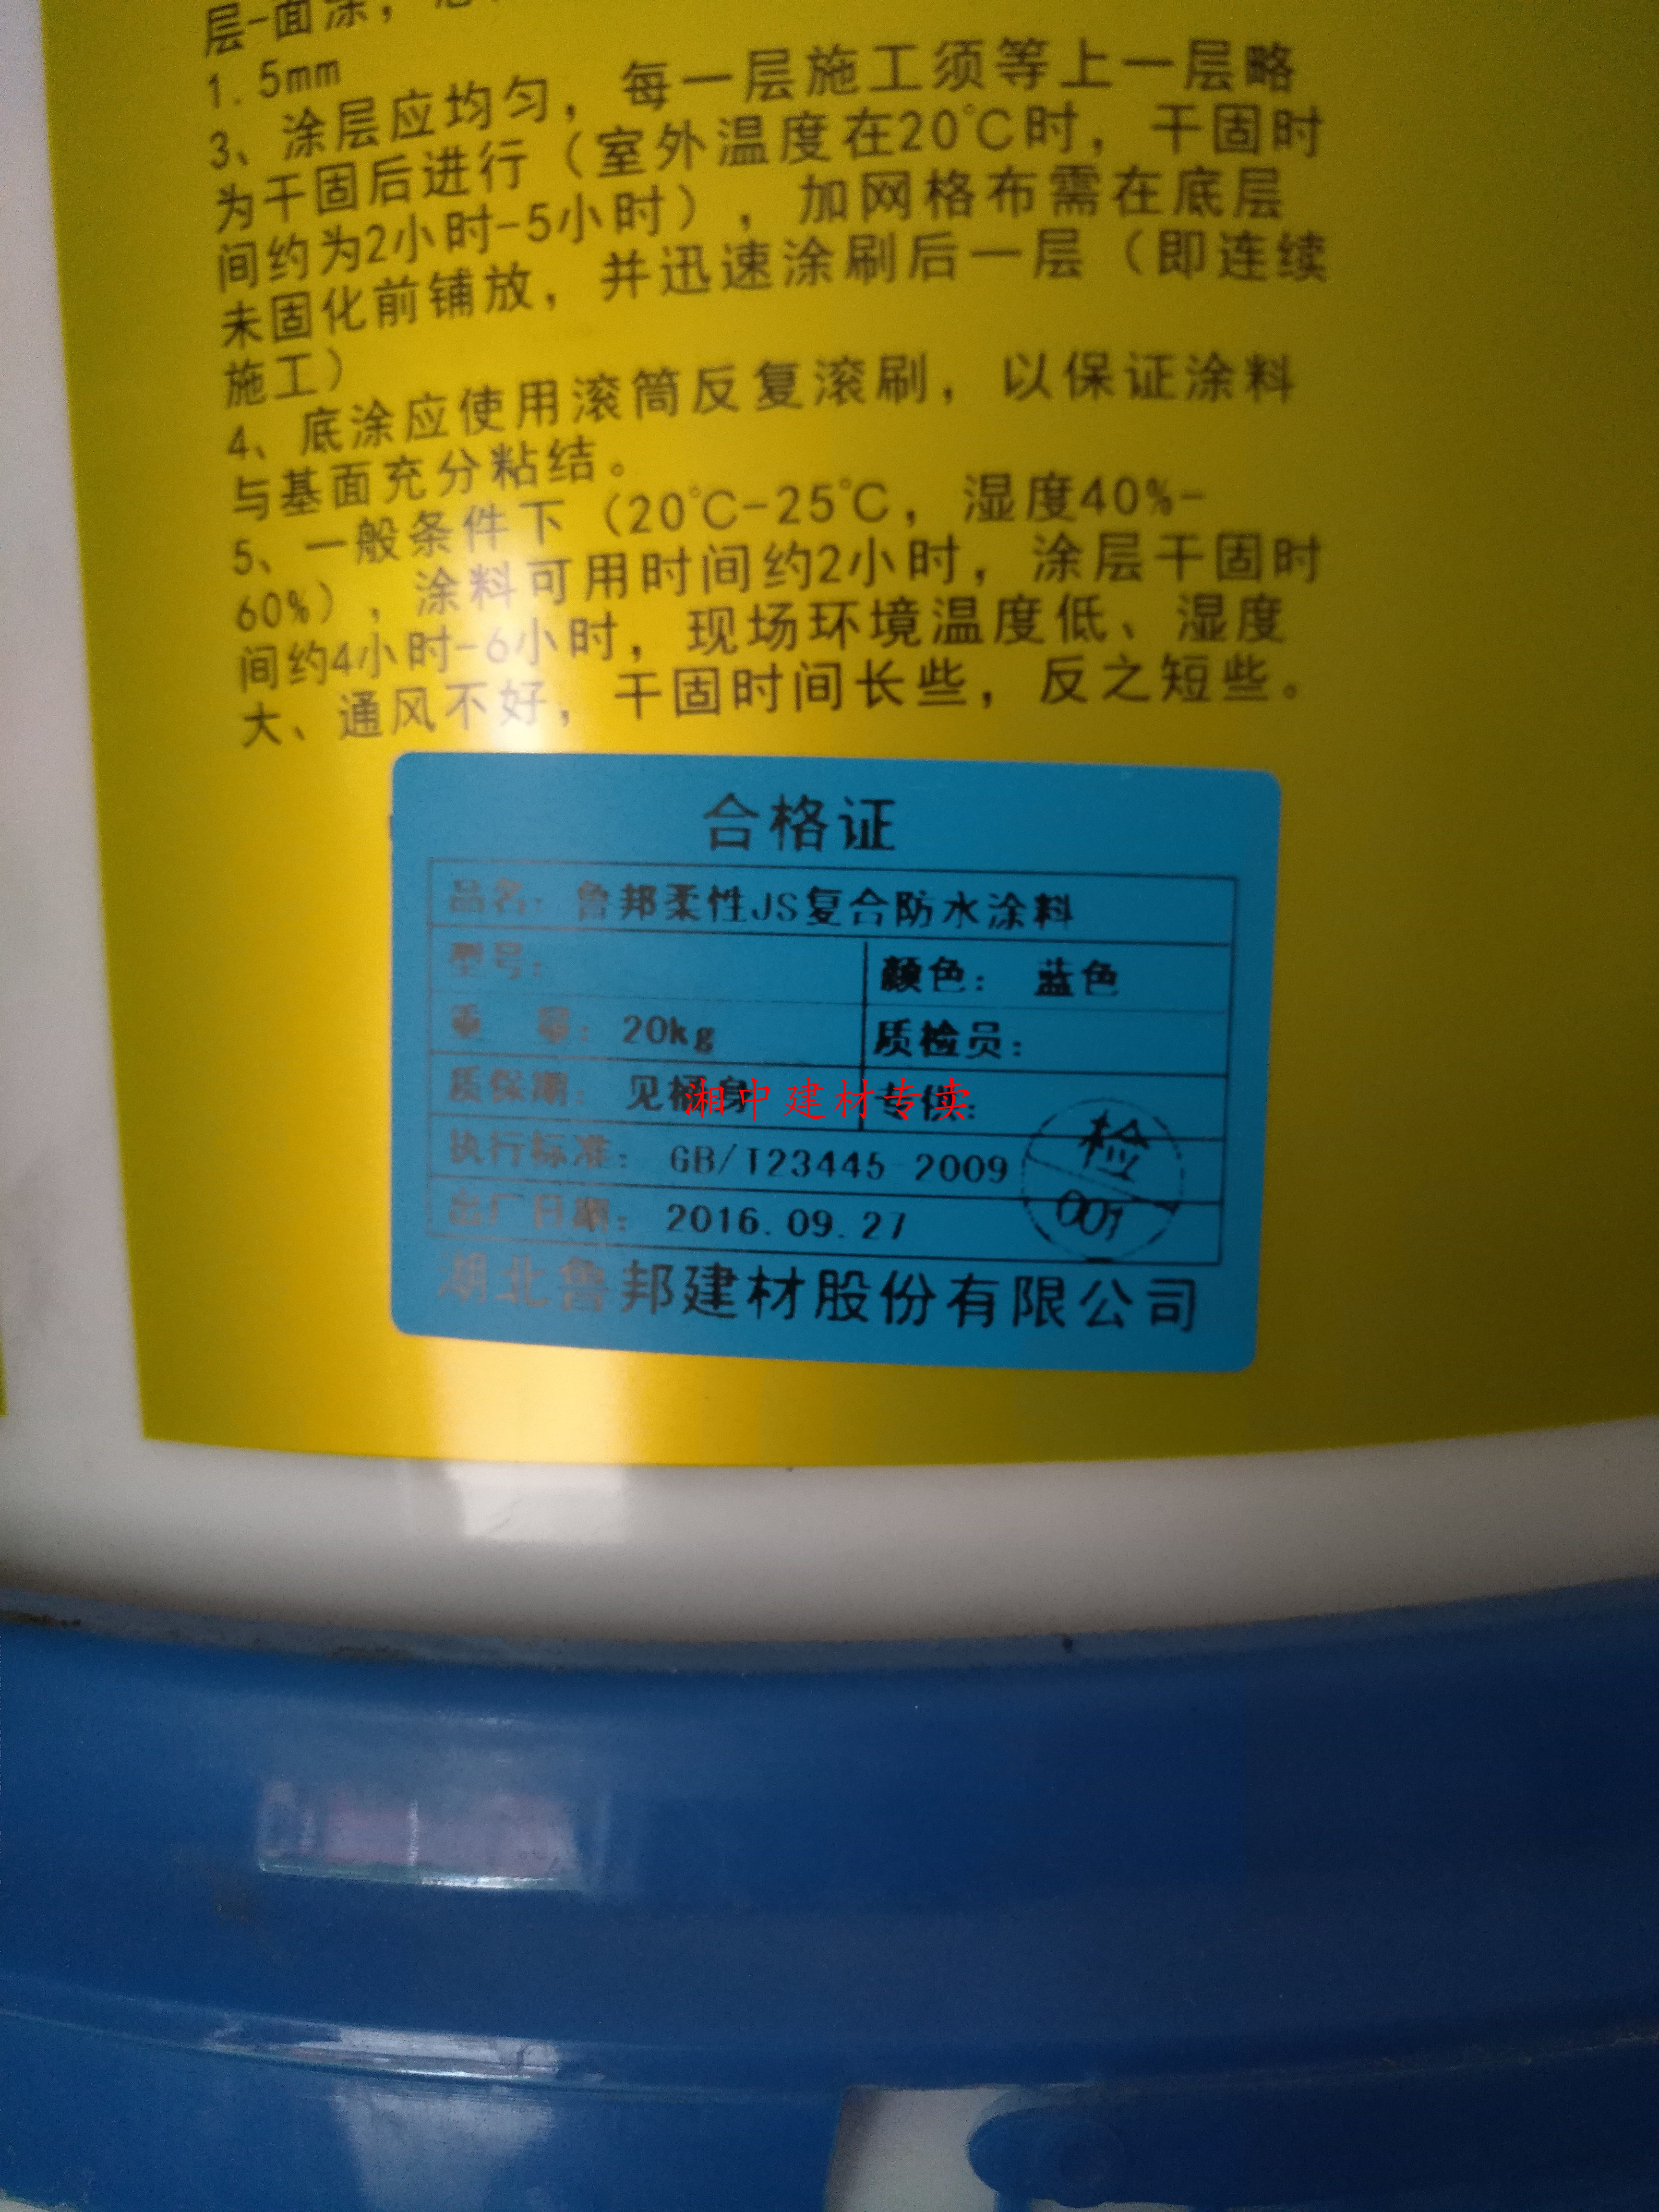 层-面涂，
1.5mm
3、涂层应均匀，每一层施工须等上一层略
为干固后进行（室外温度在20℃时，干固时
间约为2小时-5小时），加网格布需在底层
未固化前铺放，并迅速涂刷后一层（即连续
施工）
4、底涂应使用滚筒反复滚刷，以保证涂料
与基面充分粘结。
5、一般条件下（20℃-25℃，湿度40%-
60%），涂料可用时间约2小时，涂层干固时
间约4小时-6小时，现场环境温度低、湿度
大、通风不好，干固时间长些，反之短些。
合格证
品名：鲁邦柔性JS复合防水涂料
型号： 颜色：蓝色
重 量：20kg 质检员：
质保期：见桶身 专供：
湘中建材专卖
执行标准：GB/T23445 2009
检
001
出厂日期：2016.09.27
湖北鲁邦建材股份有限公司